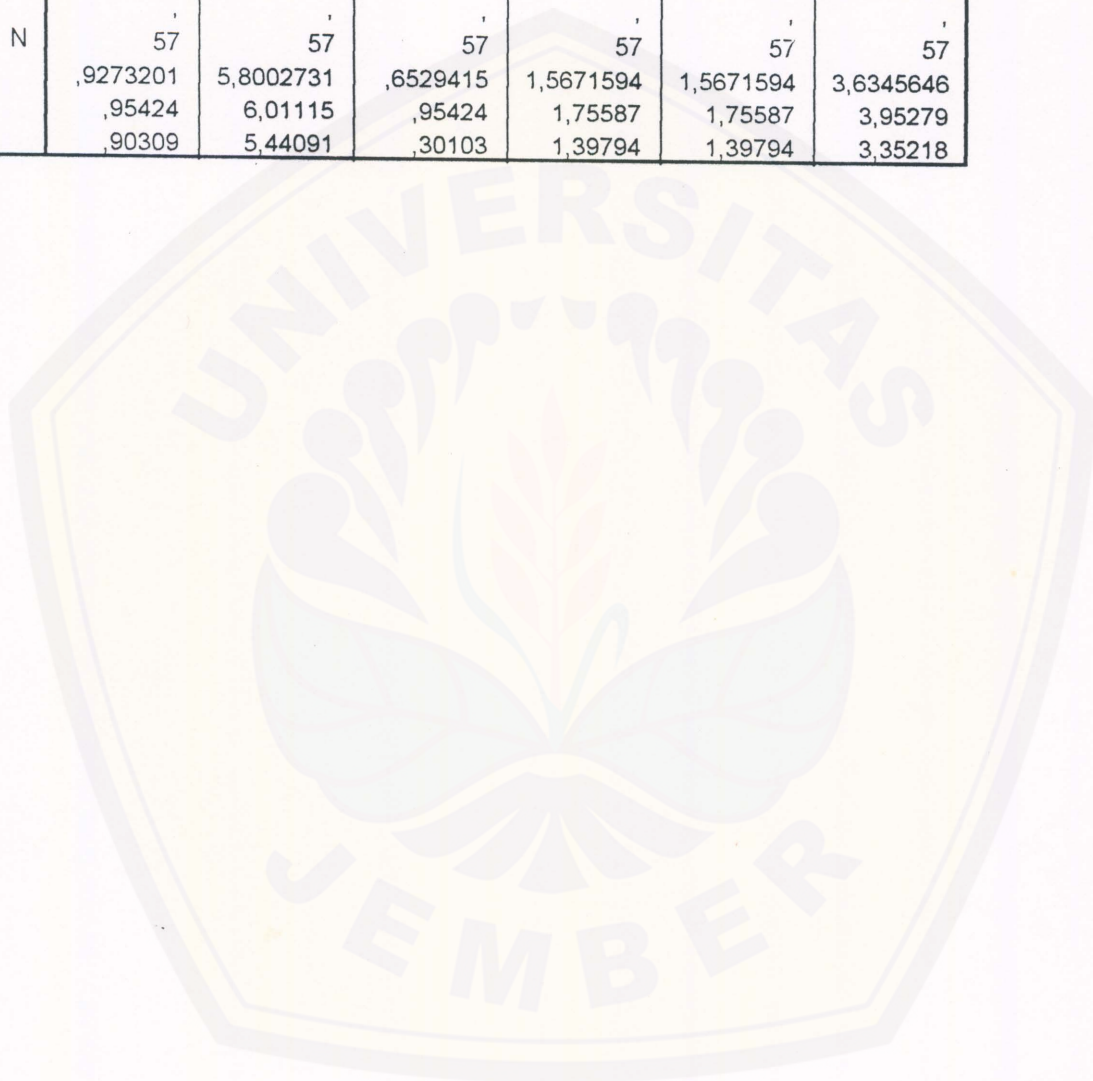 , , , , , ,
N 57 57 57 57 57 57
,9273201 5,8002731 ,6529415 1,5671594 1,5671594 3,6345646
,95424 6,01115 ,95424 1,75587 1,75587 3,95279
,90309 5,44091 ,30103 1,39794 1,39794 3,35218
UNIVERSITAS
JEMBER